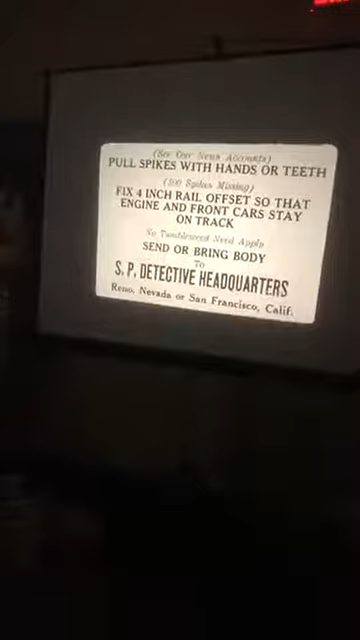 (See Our News Accounts)
PULL SPIKES WITH HANDS OR TEETH
(100 Spikes Missing)
FIX 4 INCH RAIL OFFSET SO THAT
ENGINE AND FRONT CARS STAY
ON TRACK
No Tumbleweed Need Apply
SEND OR BRING BODY
TO
S. P. DETECTIVE HEADQUARTERS
Reno, Nevada or San Francisco, Calif.